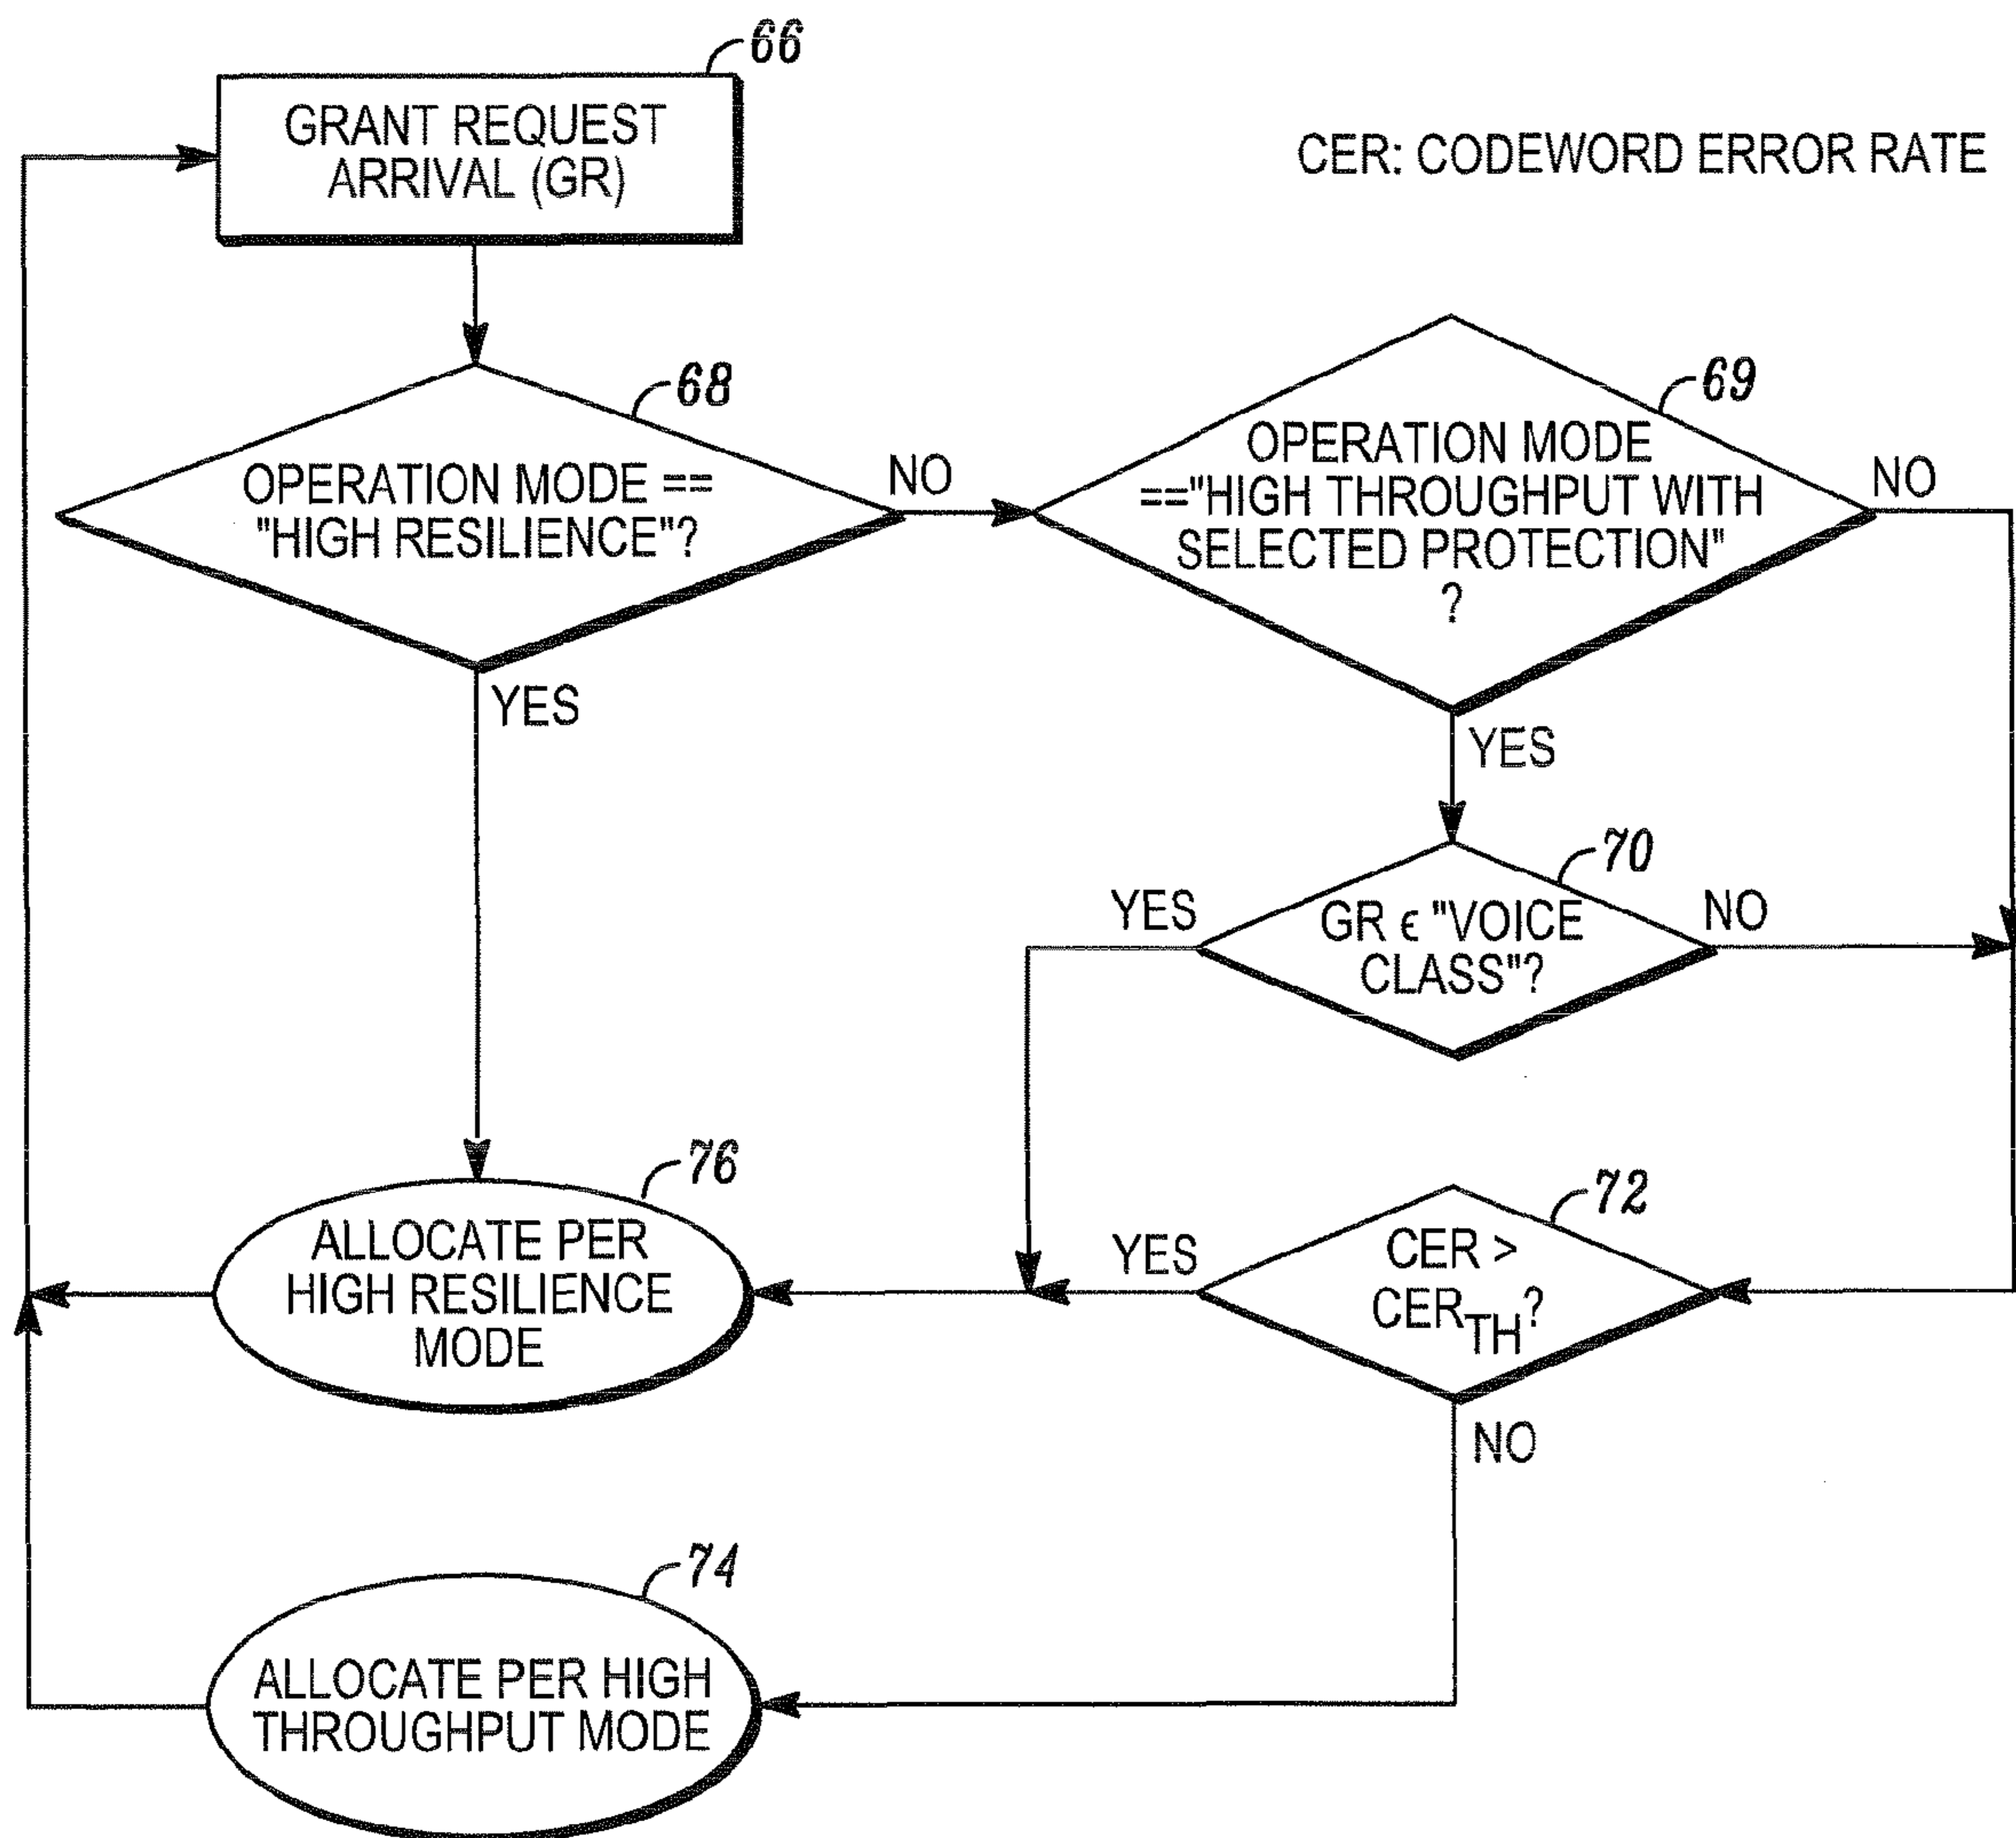 66
GRANT REQUEST
ARRIVAL (GR)
CER: CODEWORD ERROR RATE
68
OPERATION MODE ==
"HIGH RESILIENCE"?
NO
YES
69
OPERATION MODE
=="HIGH THROUGHPUT WITH
SELECTED PROTECTION"
?
NO
YES
70
GR ϵ "VOICE
CLASS"?
YES
NO
72
CER >
CER_TH?
YES
NO
76
ALLOCATE PER
HIGH RESILIENCE
MODE
74
ALLOCATE PER HIGH
THROUGHPUT MODE